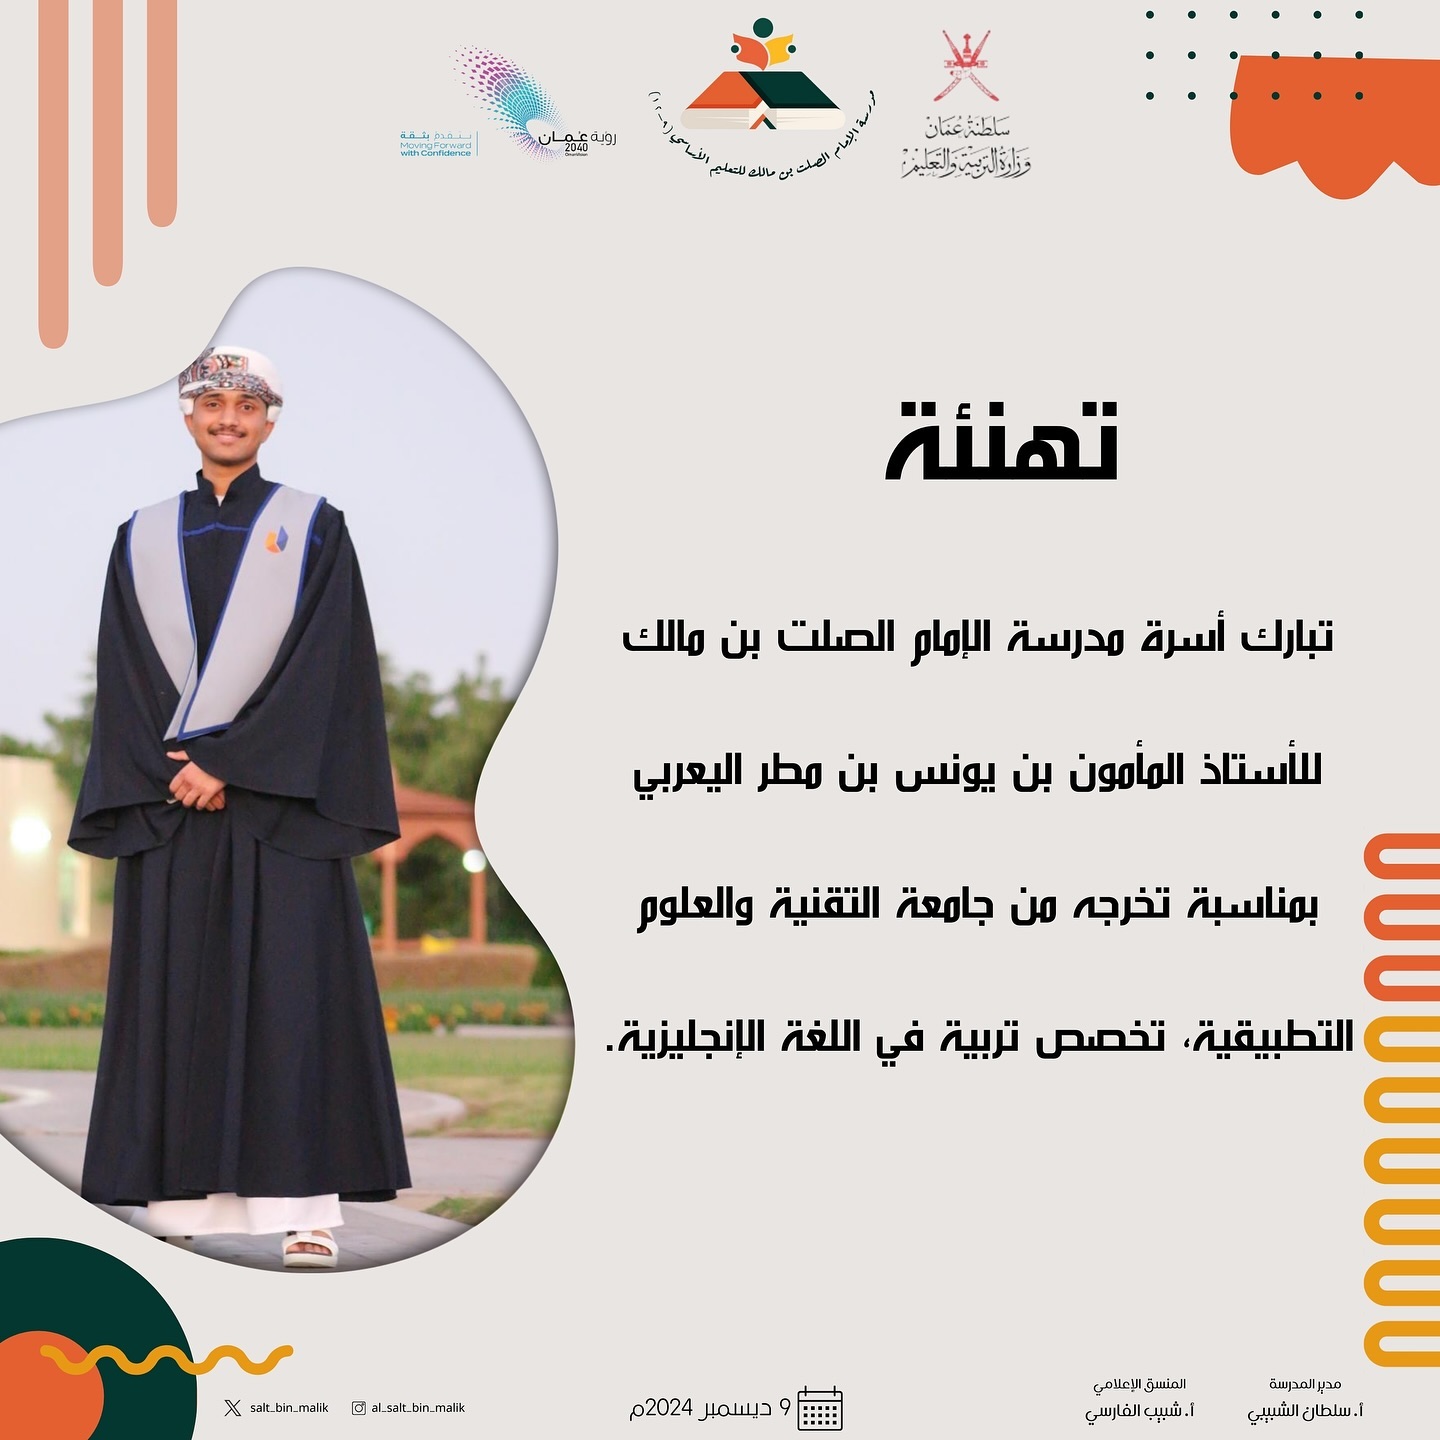 نتقدم بثقة
Moving Forward
with Confidence
رؤية عُمان
2040
OmanVision
مدرسة الإمام الصلت بن مالك للتعليم الأساسي (٩-١٠)
سلطنة عُمان
وزارة التربية والتعليم
تهنئة
تبارك أسرة مدرسة الإمام الصلت بن مالك
للأستاذ المأمون بن يونس بن مطر اليعربي
بمناسبة تخرجه من جامعة التقنية والعلوم
التطبيقية، تخصص تربية في اللغة الإنجليزية.
مدير المدرسة
أ. سلطان الشبيبي
المنسق الإعلامي
أ. شبيب الفارسي
9 ديسمبر 2024م
al_salt_bin_malik
salt_bin_malik